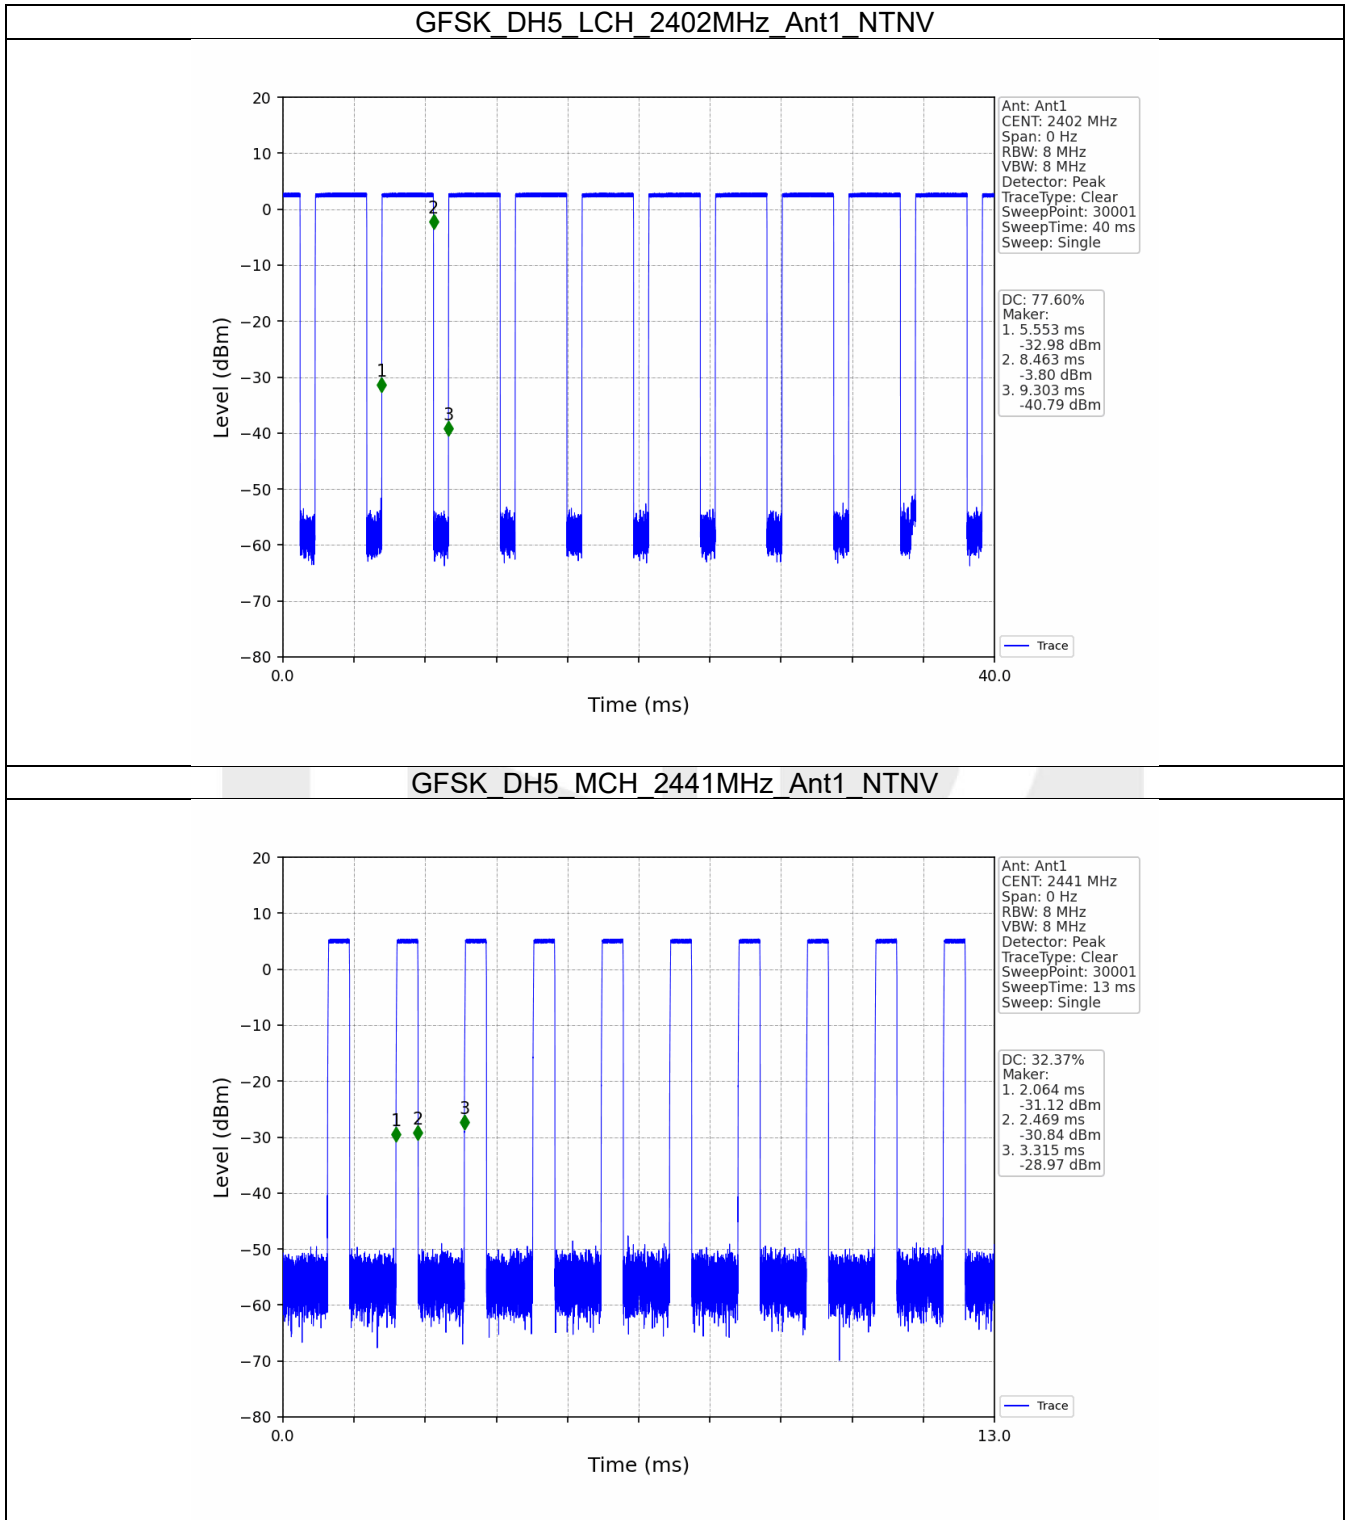 GFSK_DH5_LCH_2402MHz_Ant1_NTNV
20
10
0
−10
−20
−30
−40
−50
−60
−70
−80
Level (dBm)
0.0
40.0
Time (ms)
1
2
3
Ant: Ant1
CENT: 2402 MHz
Span: 0 Hz
RBW: 8 MHz
VBW: 8 MHz
Detector: Peak
TraceType: Clear
SweepPoint: 30001
SweepTime: 40 ms
Sweep: Single
DC: 77.60%
Maker:
1. 5.553 ms
-32.98 dBm
2. 8.463 ms
-3.80 dBm
3. 9.303 ms
-40.79 dBm
Trace
GFSK_DH5_MCH_2441MHz_Ant1_NTNV
20
10
0
−10
−20
−30
−40
−50
−60
−70
−80
Level (dBm)
0.0
13.0
Time (ms)
1
2
3
Ant: Ant1
CENT: 2441 MHz
Span: 0 Hz
RBW: 8 MHz
VBW: 8 MHz
Detector: Peak
TraceType: Clear
SweepPoint: 30001
SweepTime: 13 ms
Sweep: Single
DC: 32.37%
Maker:
1. 2.064 ms
-31.12 dBm
2. 2.469 ms
-30.84 dBm
3. 3.315 ms
-28.97 dBm
Trace